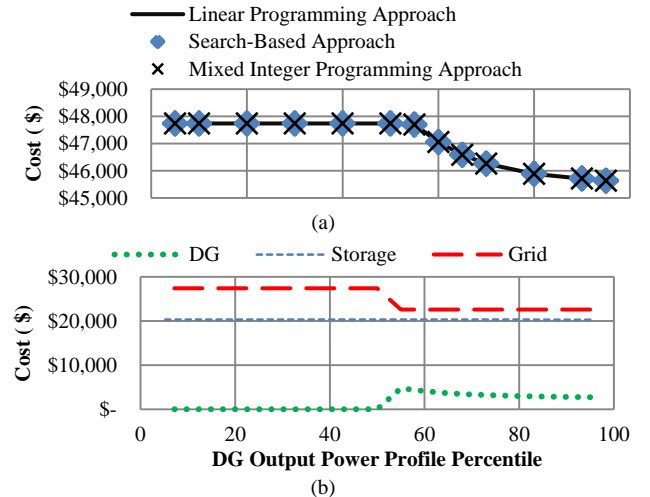 Linear Programming Approach
Search-Based Approach
Mixed Integer Programming Approach
Cost ( $)
$49,000
$48,000
$47,000
$46,000
$45,000
(a)
DG Storage Grid
Cost ( $)
$30,000
$20,000
$10,000
$-
0 20 40 60 80 100
DG Output Power Profile Percentile
(b)